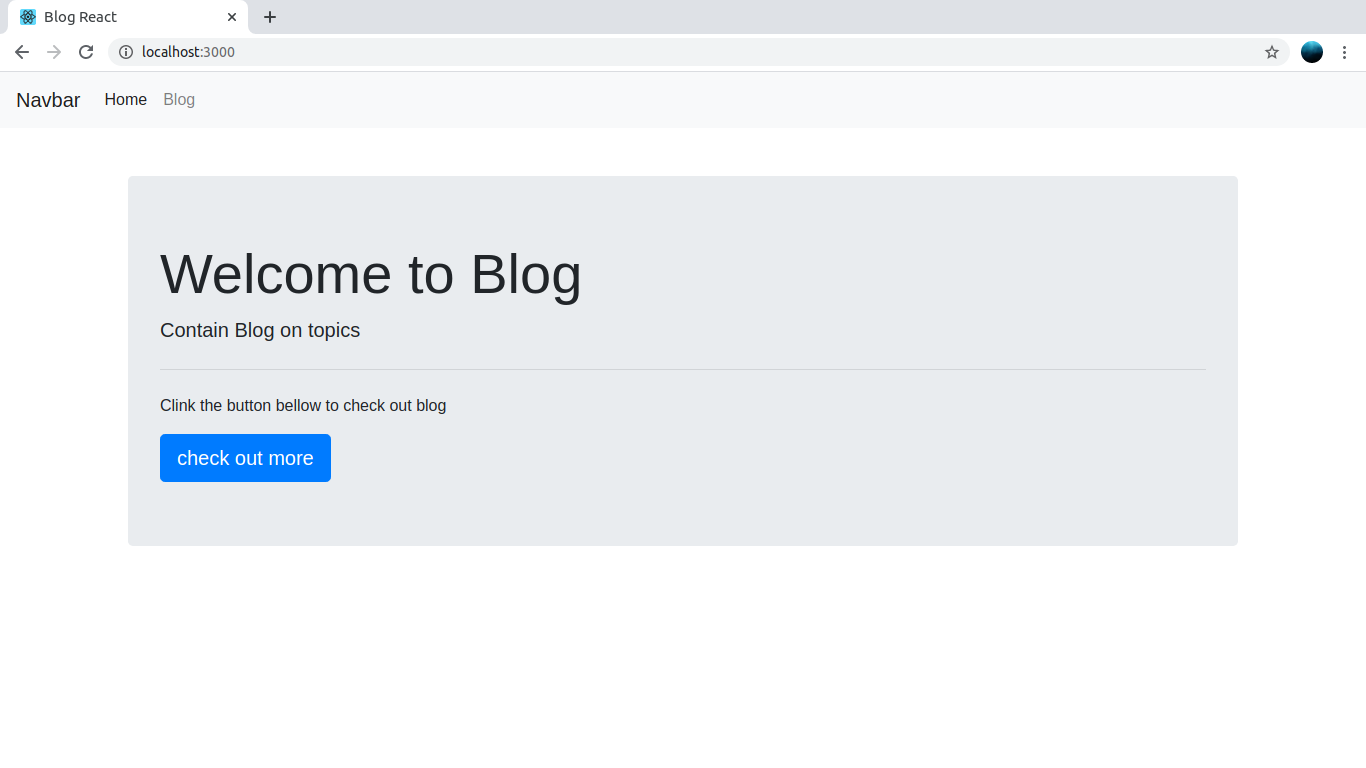 Blog React
localhost:3000
Navbar Home Blog
Welcome to Blog
Contain Blog on topics
Clink the button bellow to check out blog
check out more